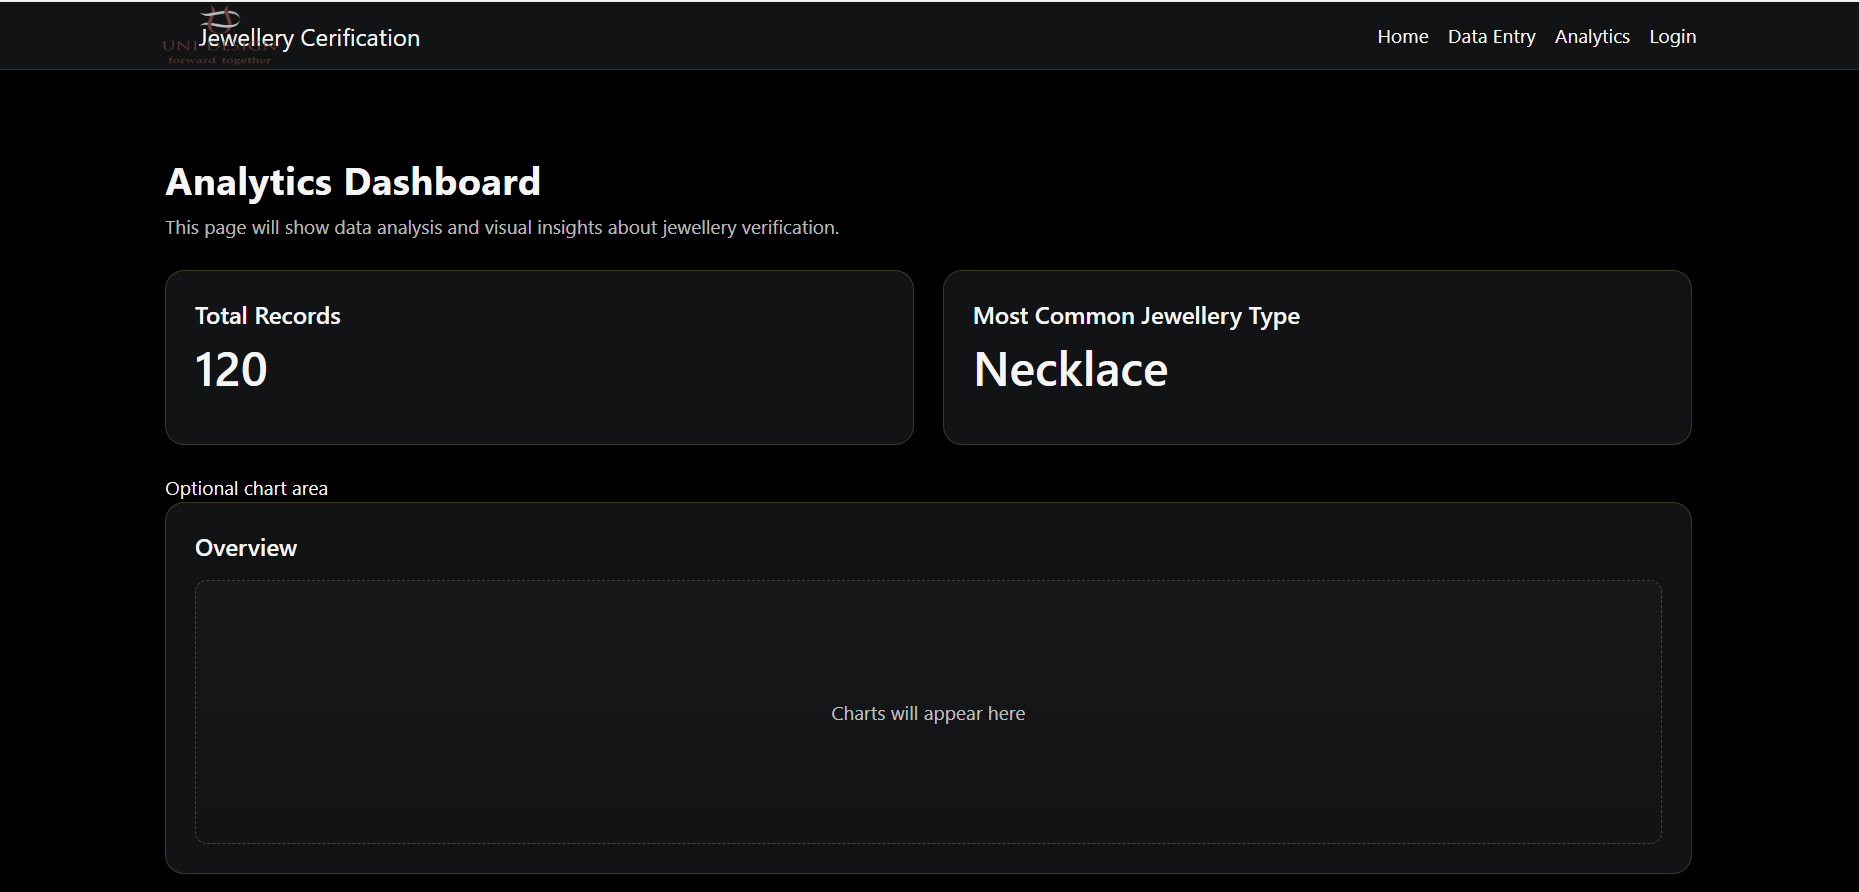 UNI DESIGN
forward together
Jewellery Cerification
Home Data Entry Analytics Login
Analytics Dashboard
This page will show data analysis and visual insights about jewellery verification.
Total Records
120
Most Common Jewellery Type
Necklace
Optional chart area
Overview
Charts will appear here